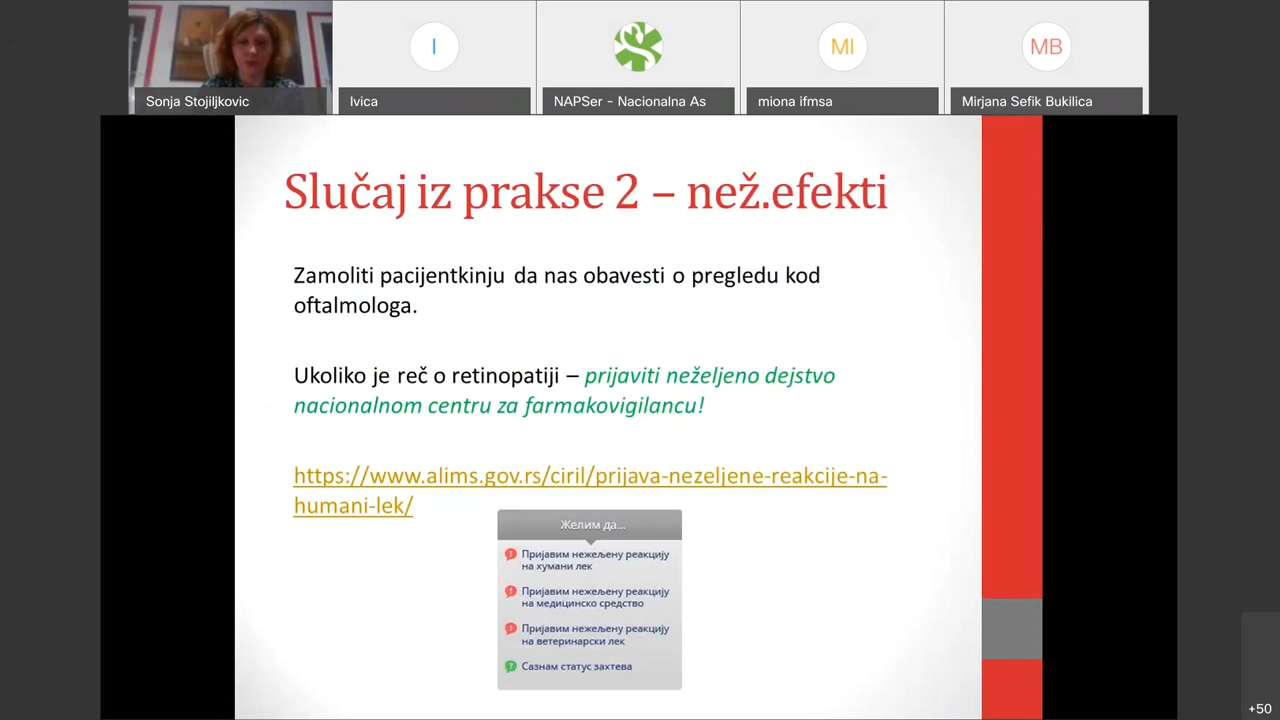 I
MI
MB
Sonja Stojiljkovic
Ivica
NAPSer - Nacionalna As
miona ifmsa
Mirjana Sefik Bukilica
Slučaj iz prakse 2 – než.efekti
Zamoliti pacijentkinju da nas obavesti o pregledu kod
oftalmologa.
Ukoliko je reč o retinopatiji – prijaviti neželjeno dejstvo
nacionalnom centru za farmakovigilancu!
https://www.alims.gov.rs/ciril/prijava-nezeljene-reakcije-na-
humani-lek/
Желим да...
Пријавим нежељену реакцију
на хумани лек
Пријавим нежељену реакцију
на медицинско средство
Пријавим нежељену реакцију
на ветеринарски лек
Сазнам статус захтева
+50